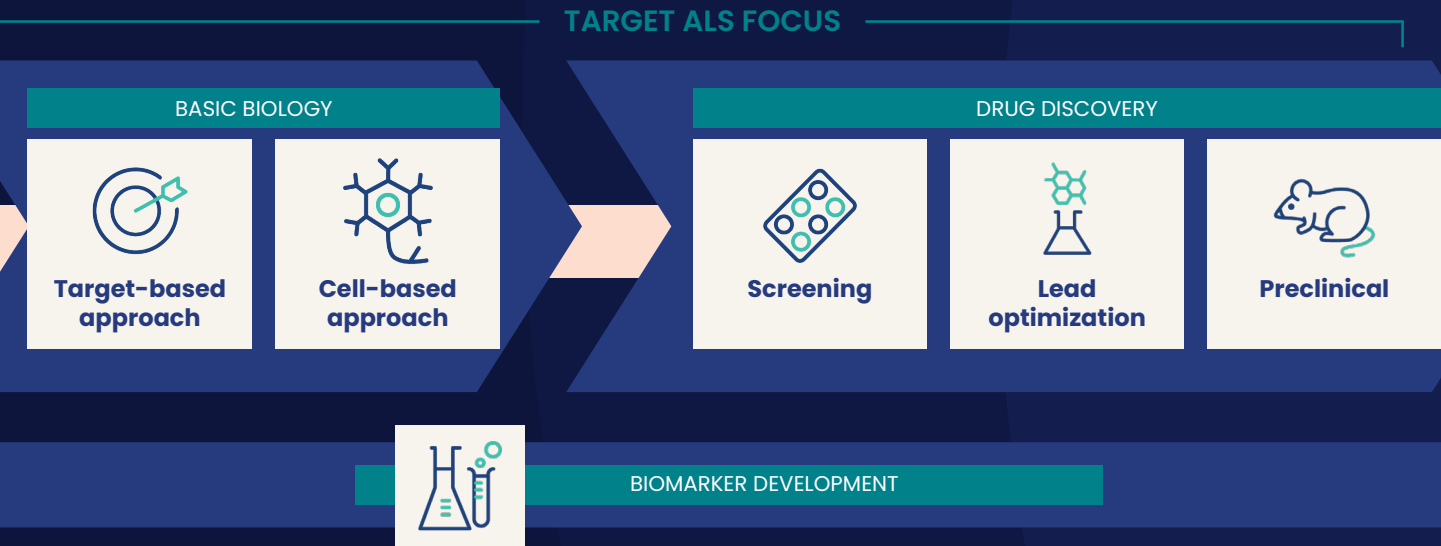 TARGET ALS FOCUS
BASIC BIOLOGY
Target-based
approach
Cell-based
approach
DRUG DISCOVERY
Screening
Lead
optimization
Preclinical
BIOMARKER DEVELOPMENT